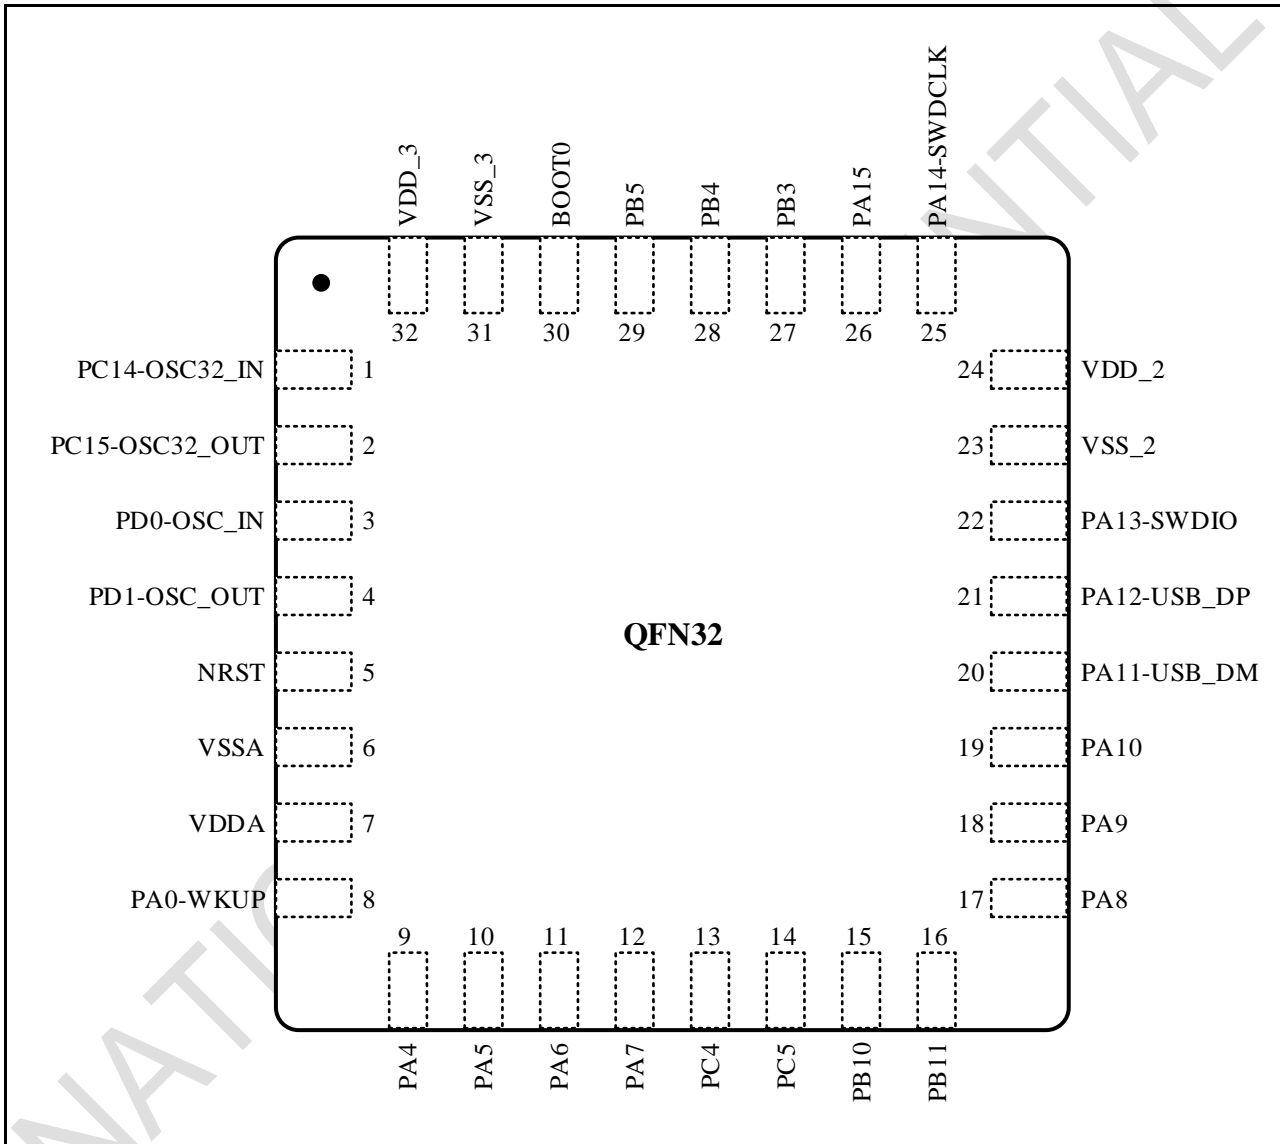 VDD_3
VSS_3
BOOT0
PB5
PB4
PB3
PA15
PA14-SWDCLK
32 31 30 29 28 27 26 25
PC14-OSC32_IN 1 24 VDD_2
PC15-OSC32_OUT 2 23 VSS_2
PD0-OSC_IN 3 22 PA13-SWDIO
PD1-OSC_OUT 4 21 PA12-USB_DP
QFN32
NRST 5 20 PA11-USB_DM
VSSA 6 19 PA10
VDDA 7 18 PA9
PA0-WKUP 8 17 PA8
9 10 11 12 13 14 15 16
PA4
PA5
PA6
PA7
PC4
PC5
PB10
PB11